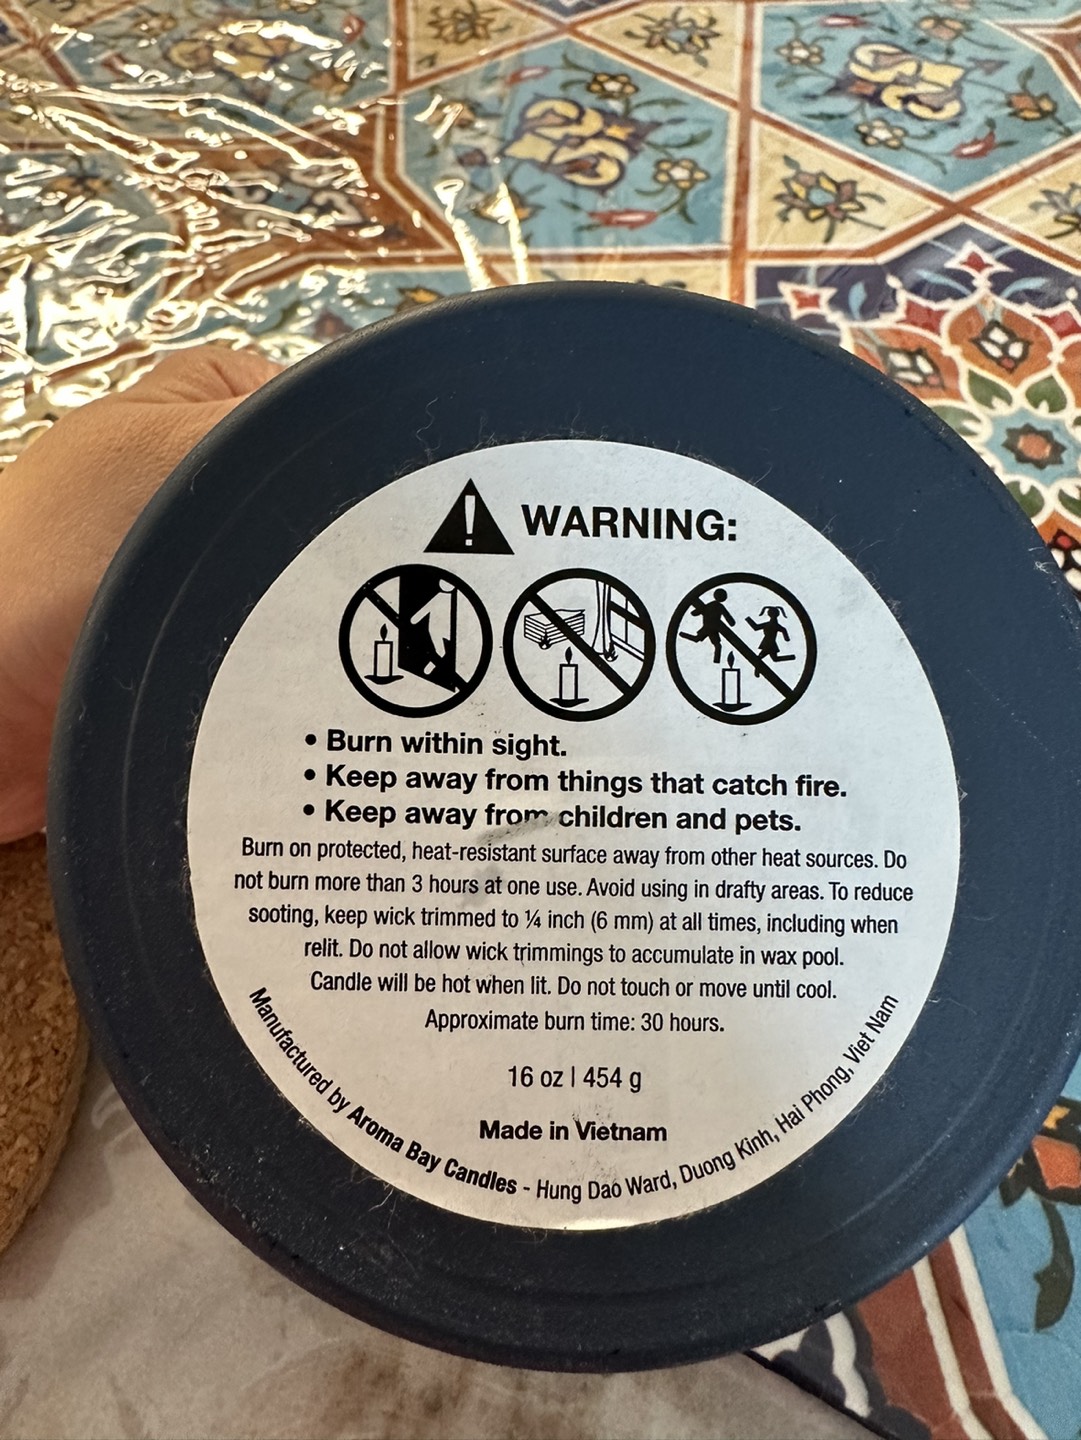 WARNING:
• Burn within sight.
• Keep away from things that catch fire.
• Keep away from children and pets.
Burn on protected, heat-resistant surface away from other heat sources. Do
not burn more than 3 hours at one use. Avoid using in drafty areas. To reduce
sooting, keep wick trimmed to ¼ inch (6 mm) at all times, including when
relit. Do not allow wick trimmings to accumulate in wax pool.
Candle will be hot when lit. Do not touch or move until cool.
Approximate burn time: 30 hours.
16 oz | 454 g
Made in Vietnam
Manufactured by Aroma Bay Candles - Hung Dao Ward, Duong Kinh, Hai Phong, Viet Nam